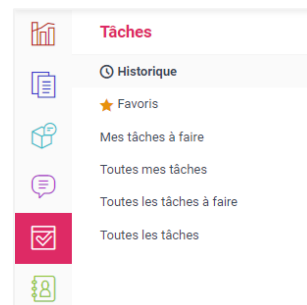 Tâches
Historique
Favoris
Mes tâches à faire
Toutes mes tâches
Toutes les tâches à faire
Toutes les tâches